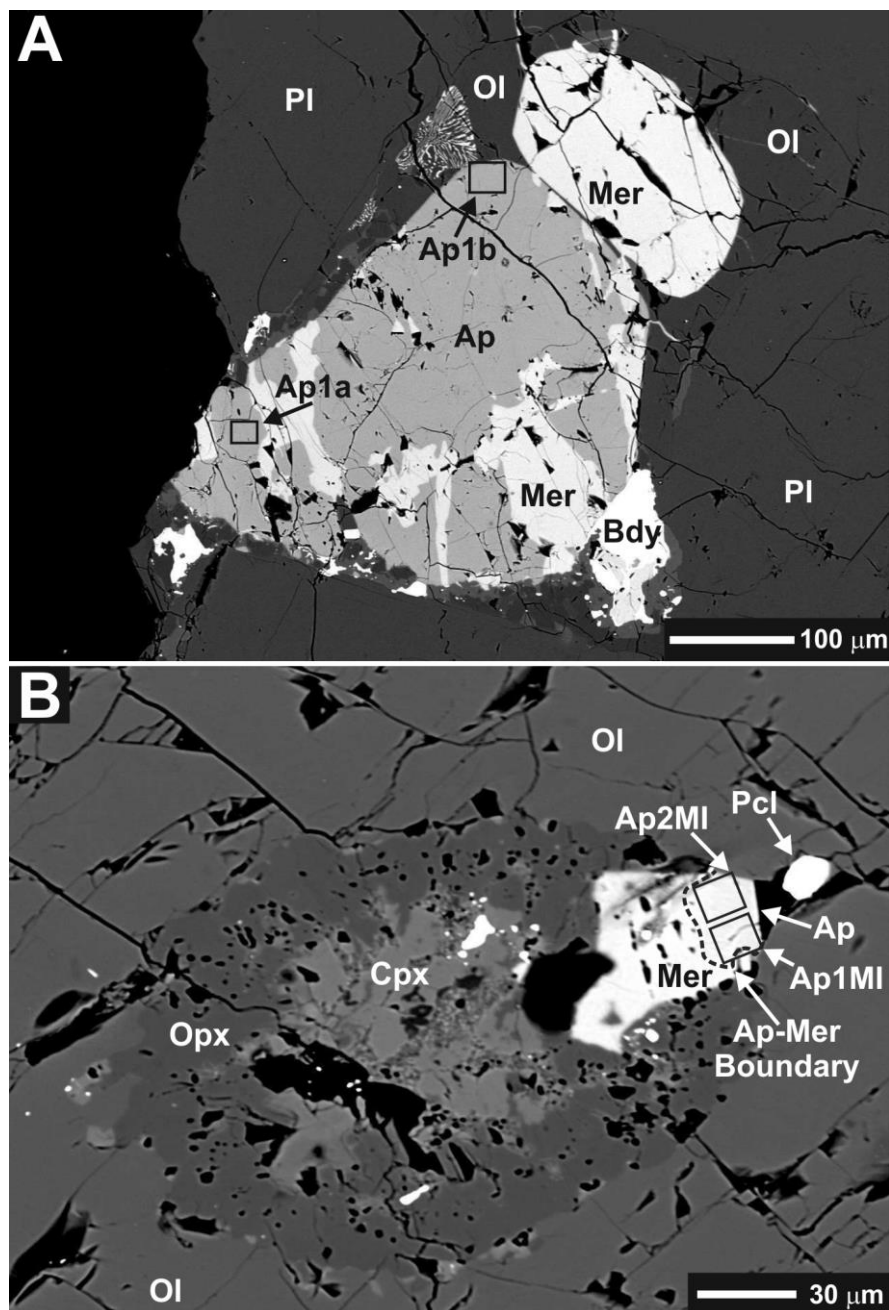 A
Pl
Ol
Ol
Mer
Ap1b
Ap
Ap1a
Mer
Pl
Bdy
100 μm
B
Ol
Pcl
Ap2MI
Ap
Cpx
Mer
Ap1MI
Opx
Ap-Mer
Boundary
Ol
30 μm